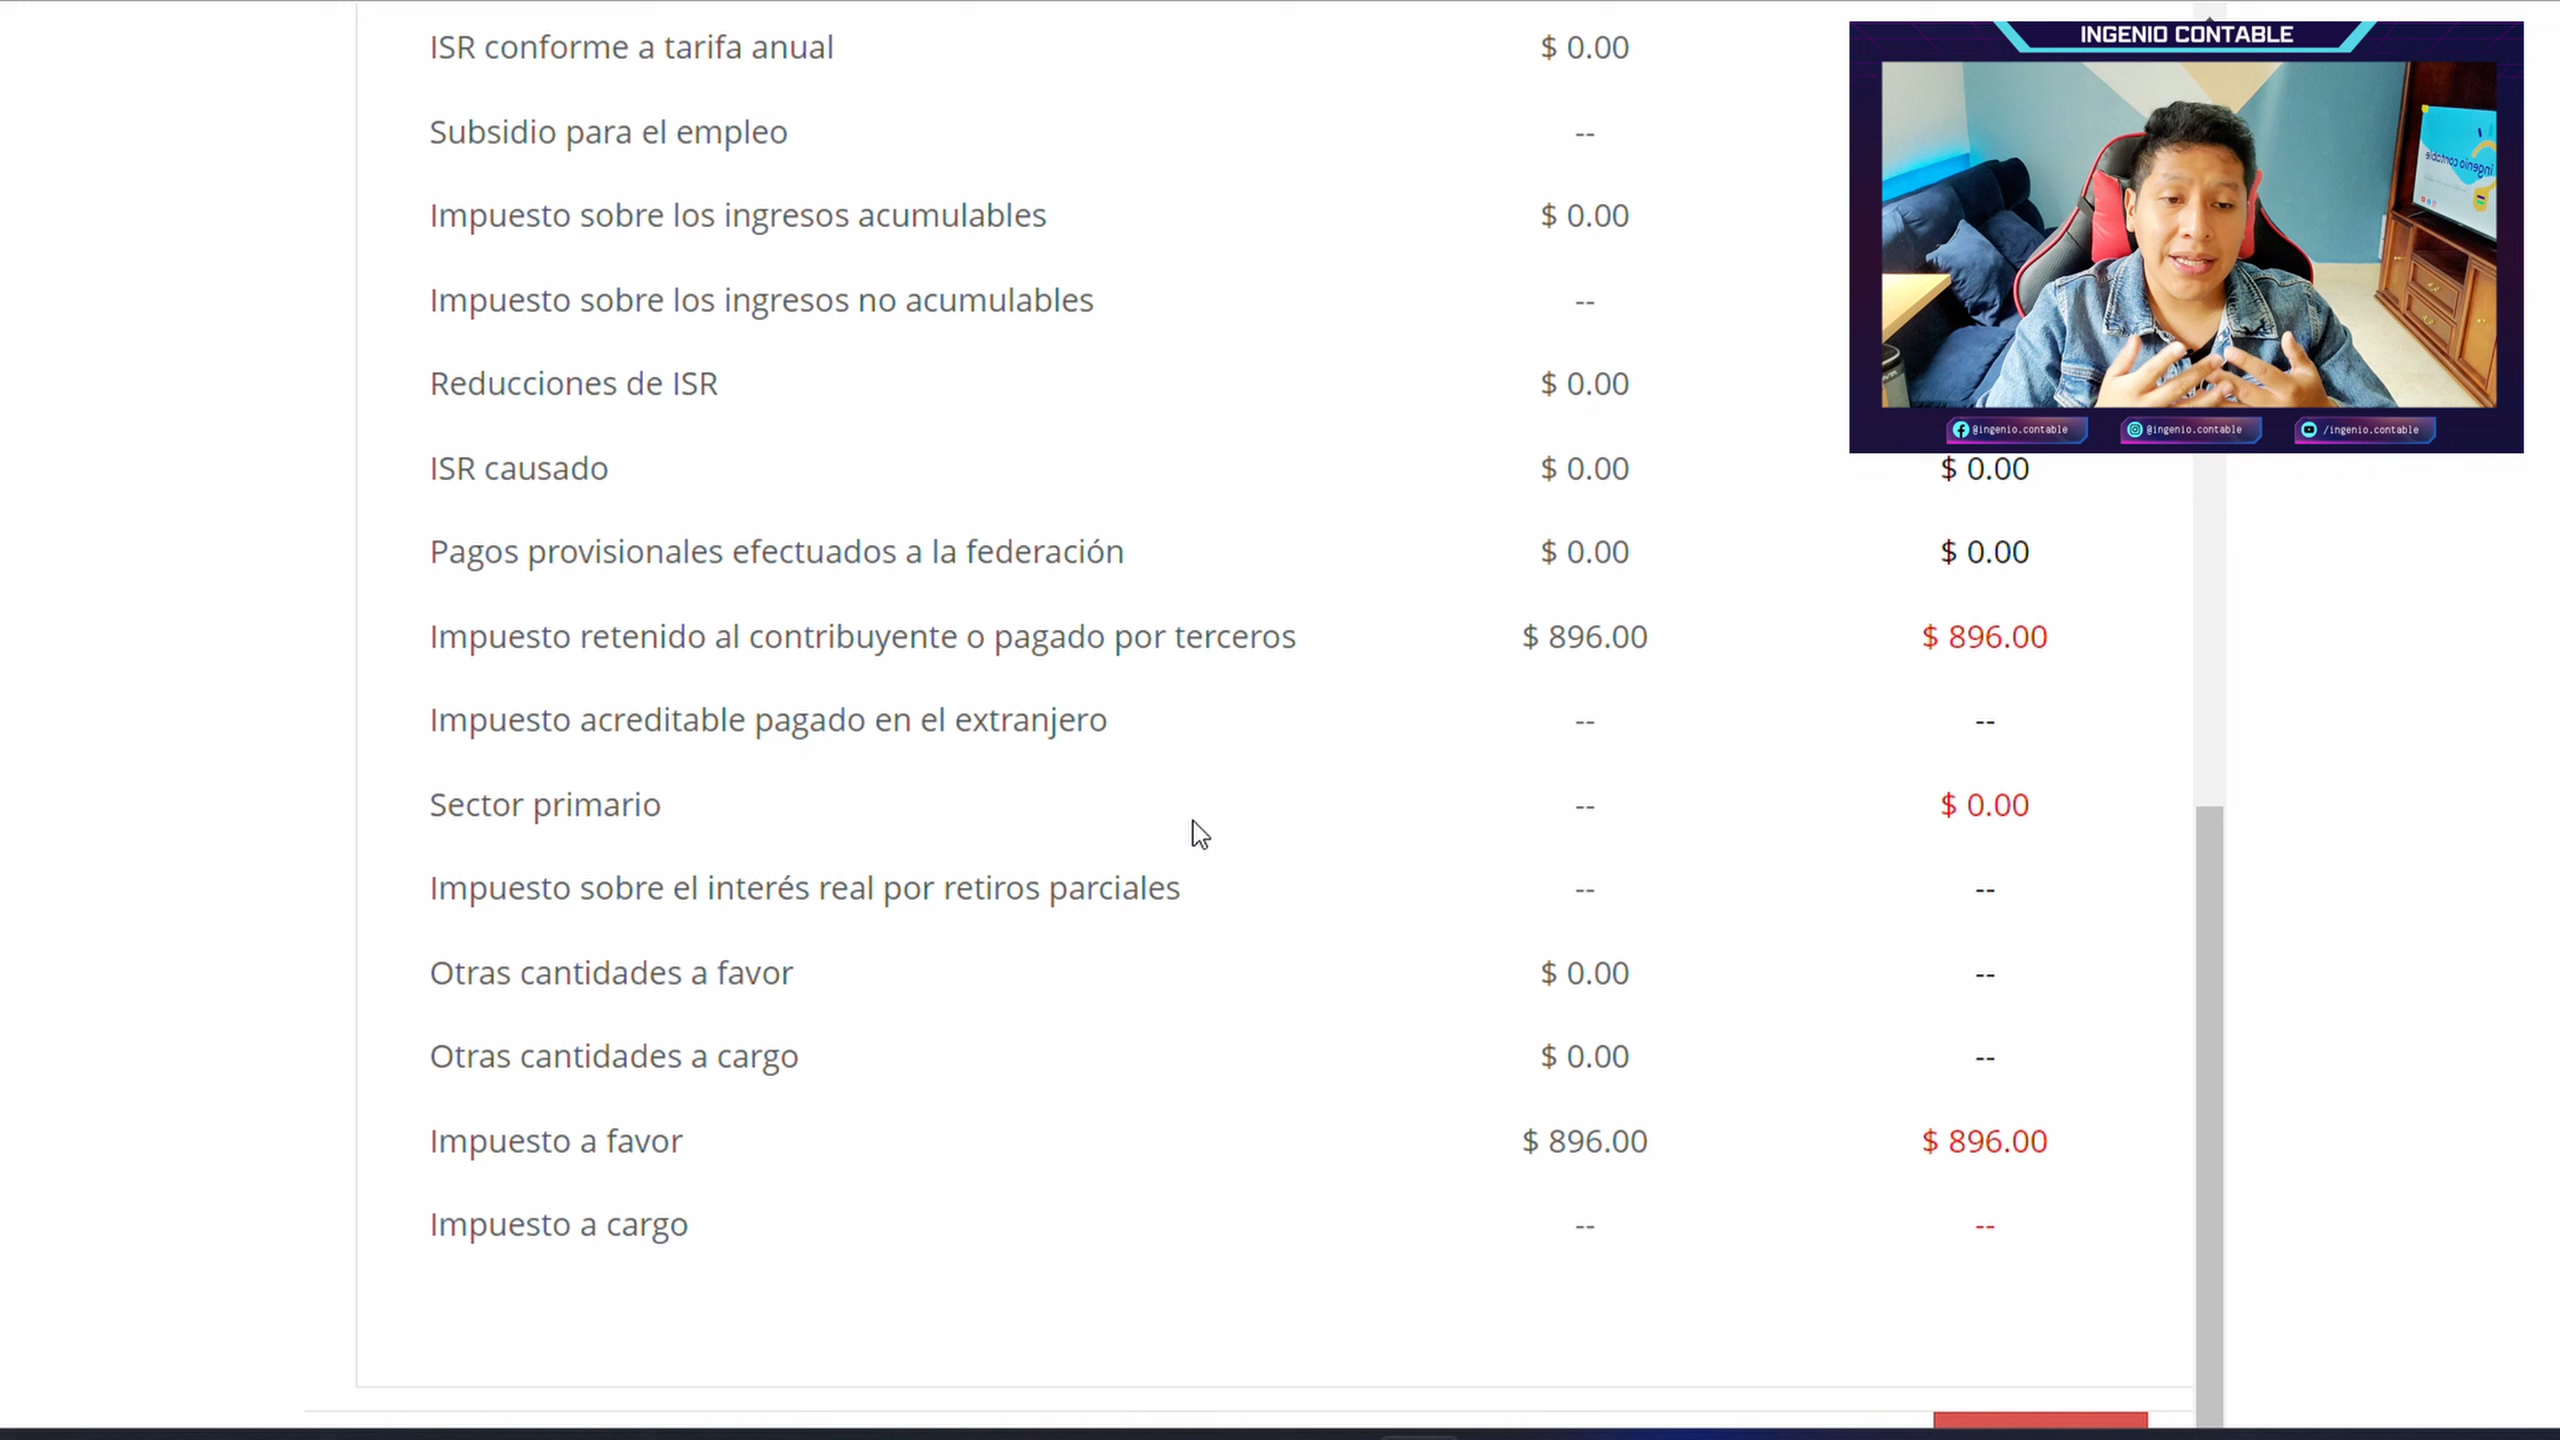 INGENIO CONTABLE
ISR conforme a tarifa anual $ 0.00
Subsidio para el empleo --
Impuesto sobre los ingresos acumulables $ 0.00
Impuesto sobre los ingresos no acumulables --
Reducciones de ISR $ 0.00
ingenio contable
@ingenio.contable @ingenio.contable /ingenio.contable
ISR causado $ 0.00 $ 0.00
Pagos provisionales efectuados a la federación $ 0.00 $ 0.00
Impuesto retenido al contribuyente o pagado por terceros $ 896.00 $ 896.00
Impuesto acreditable pagado en el extranjero -- --
Sector primario -- $ 0.00
Impuesto sobre el interés real por retiros parciales -- --
Otras cantidades a favor $ 0.00 --
Otras cantidades a cargo $ 0.00 --
Impuesto a favor $ 896.00 $ 896.00
Impuesto a cargo -- --